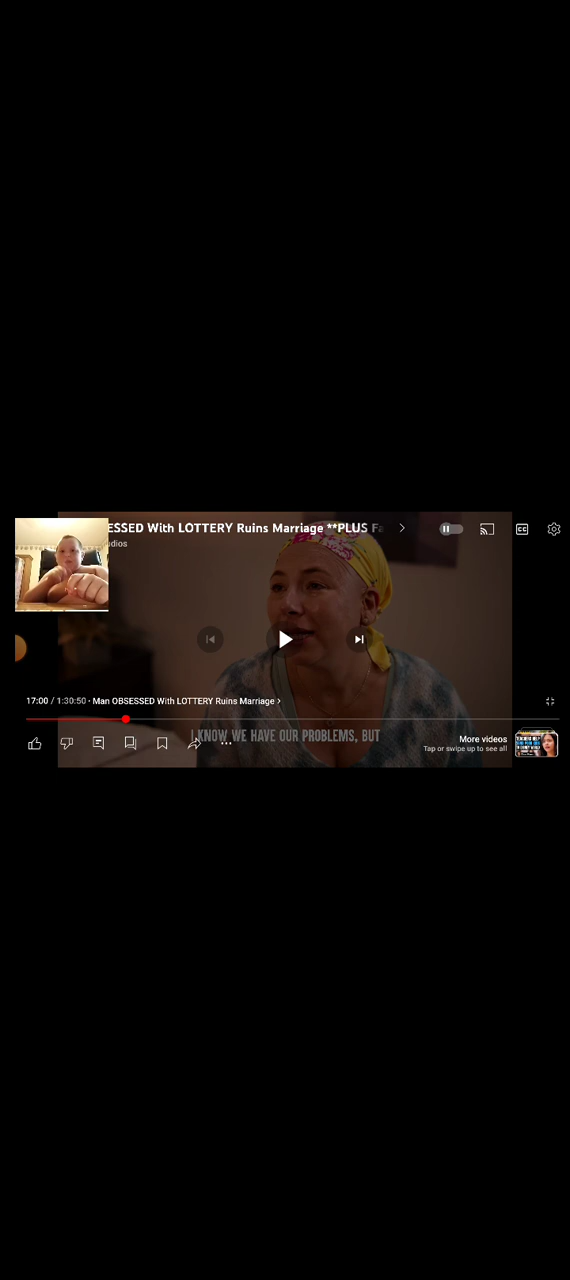 ESSED With LOTTERY Ruins Marriage **PLUS Fa
udios
CC
17:00 / 1:30:50 • Man OBSESSED With LOTTERY Ruins Marriage
I KNOW WE HAVE OUR PROBLEMS, BUT
More videos
Tap or swipe up to see all